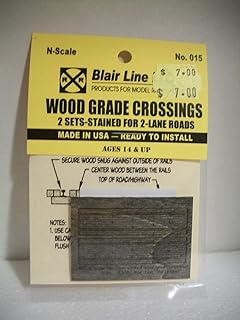 N-Scale
No. 015
R R
Blair Line
$ 7.00
PRODUCTS FOR MODEL
$ 7.00
WOOD GRADE CROSSINGS
2 SETS-STAINED FOR 2-LANE ROADS
MADE IN USA — READY TO INSTALL
AGES 14 & UP
SECURE WOOD SNUG AGAINST OUTSIDE OF RAILS
CENTER WOOD BETWEEN THE RAILS
TOP OF ROAD/HIGHWAY
NOTES:
1. USE
BELOW
FLUSH